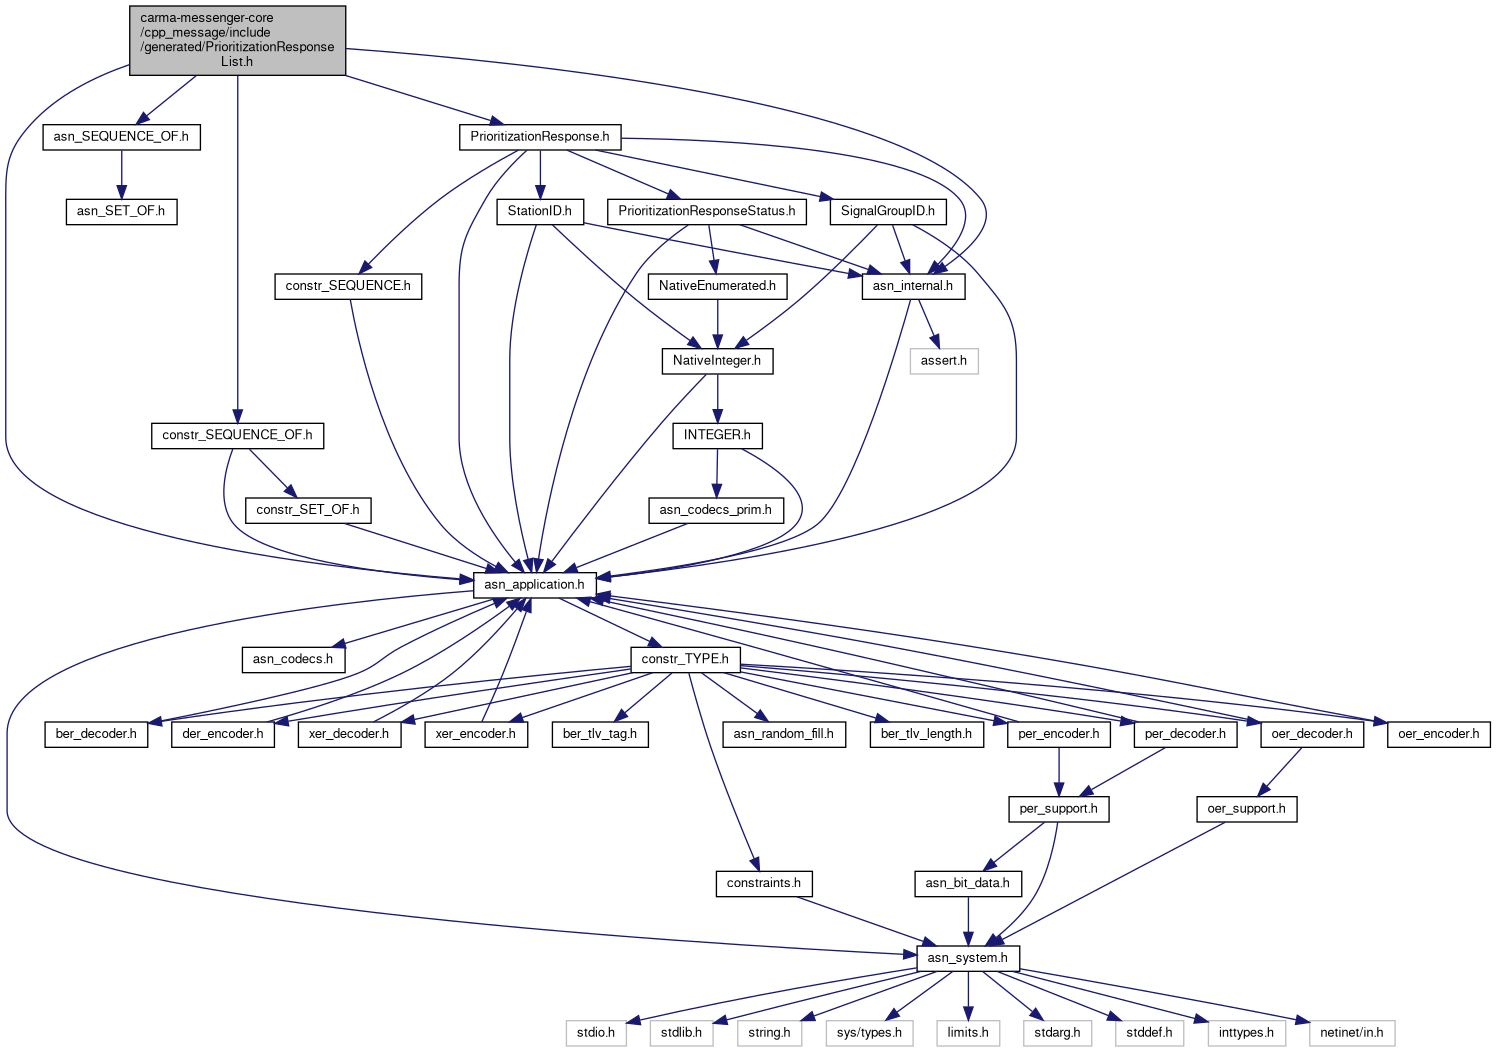 carma-messenger-core
/cpp_message/include
/generated/PrioritizationResponse
List.h
asn_SEQUENCE_OF.h
PrioritizationResponse.h
asn_SET_OF.h
StationID.h
PrioritizationResponseStatus.h
SignalGroupID.h
constr_SEQUENCE.h
NativeEnumerated.h
asn_internal.h
NativeInteger.h
assert.h
constr_SEQUENCE_OF.h
INTEGER.h
constr_SET_OF.h
asn_codecs_prim.h
asn_application.h
asn_codecs.h
constr_TYPE.h
ber_decoder.h
der_encoder.h
xer_decoder.h
xer_encoder.h
ber_tlv_tag.h
asn_random_fill.h
ber_tlv_length.h
per_encoder.h
per_decoder.h
oer_decoder.h
oer_encoder.h
per_support.h
oer_support.h
constraints.h
asn_bit_data.h
asn_system.h
stdio.h
stdlib.h
string.h
sys/types.h
limits.h
stdarg.h
stddef.h
inttypes.h
netinet/in.h